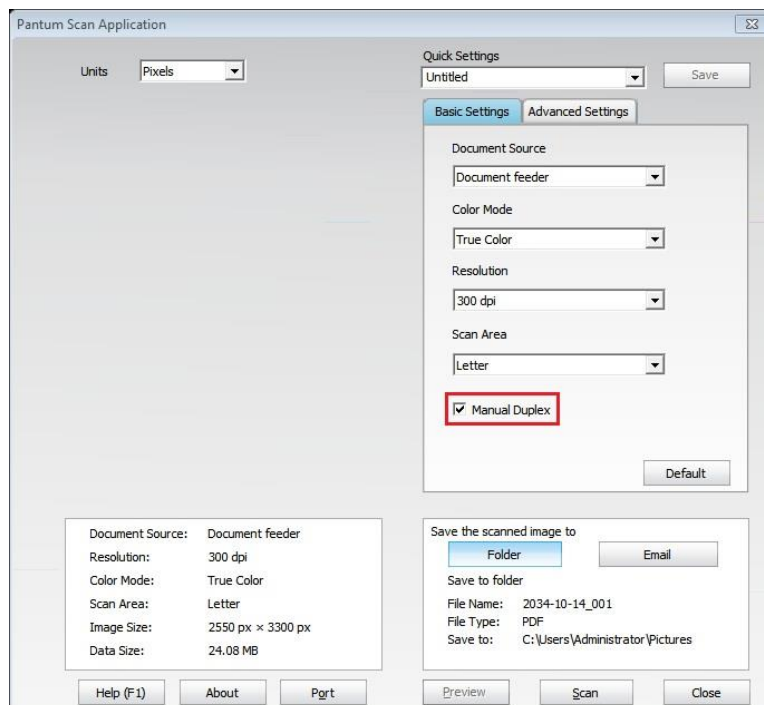 Pantum Scan Application
Units Pixels
Quick Settings
Untitled Save
Basic Settings Advanced Settings
Document Source
Document feeder
Color Mode
True Color
Resolution
300 dpi
Scan Area
Letter
Manual Duplex
Default
Document Source: Document feeder
Resolution: 300 dpi
Color Mode: True Color
Scan Area: Letter
Image Size: 2550 px × 3300 px
Data Size: 24.08 MB
Save the scanned image to
Folder Email
Save to folder
File Name: 2034-10-14_001
File Type: PDF
Save to: C:\Users\Administrator\Pictures
Help (F1) About Port Preview Scan Close